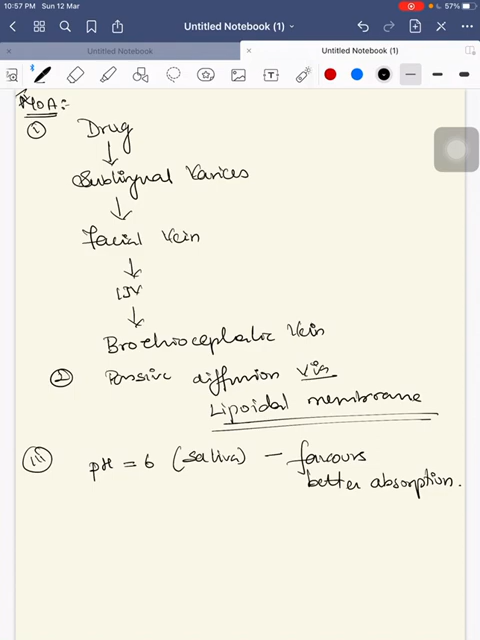 10:57 PM Sun 12 Mar
57%
Untitled Notebook (1)
Untitled Notebook
Untitled Notebook (1)
MOA:-
① Drug
Sublingual Varices
Facial Vein
IJV
Brachiocephalic Vein
② Passive diffusion via
Lipoidal membrane
iii pH = 6 (saliva) - favours
better absorption.